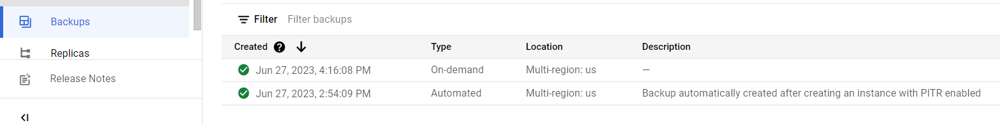 Backups
Replicas
Release Notes
Filter Filter backups
Created Type Location Description
Jun 27, 2023, 4:16:08 PM On-demand Multi-region: us —
Jun 27, 2023, 2:54:09 PM Automated Multi-region: us Backup automatically created after creating an instance with PITR enabled